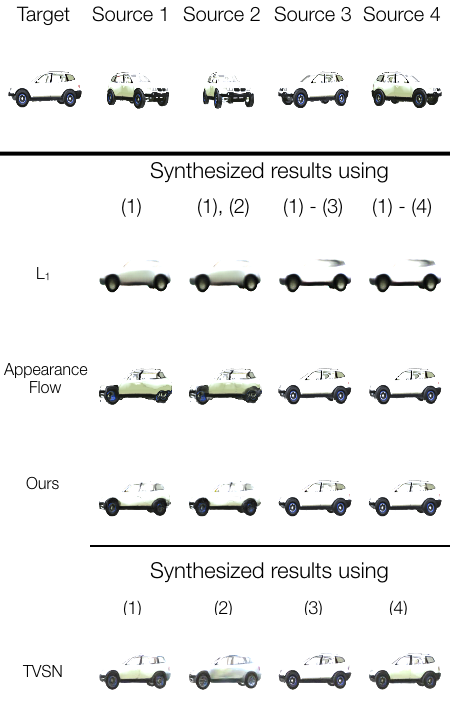 Target Source 1 Source 2 Source 3 Source 4
Synthesized results using
(1) (1), (2) (1) - (3) (1) - (4)
L₁
Appearance
Flow
Ours
Synthesized results using
(1) (2) (3) (4)
TVSN